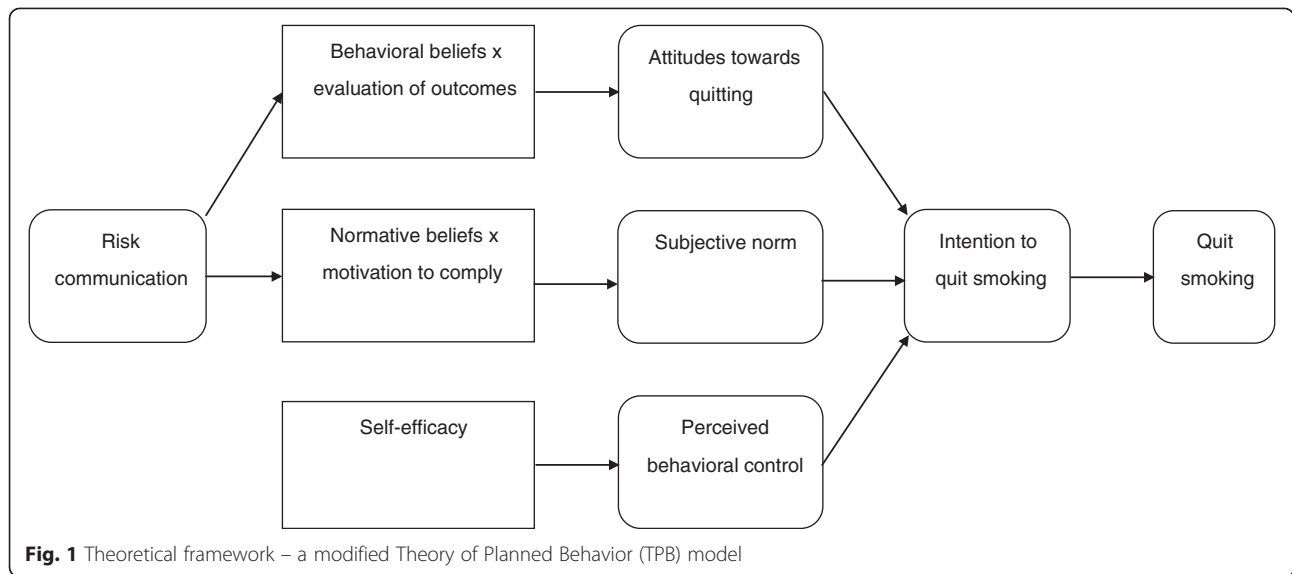 Behavioral beliefs x
evaluation of outcomes
Attitudes towards
quitting
Risk
communication
Normative beliefs x
motivation to comply
Subjective norm
Intention to
quit smoking
Quit
smoking
Self-efficacy
Perceived
behavioral control
Fig. 1 Theoretical framework – a modified Theory of Planned Behavior (TPB) model